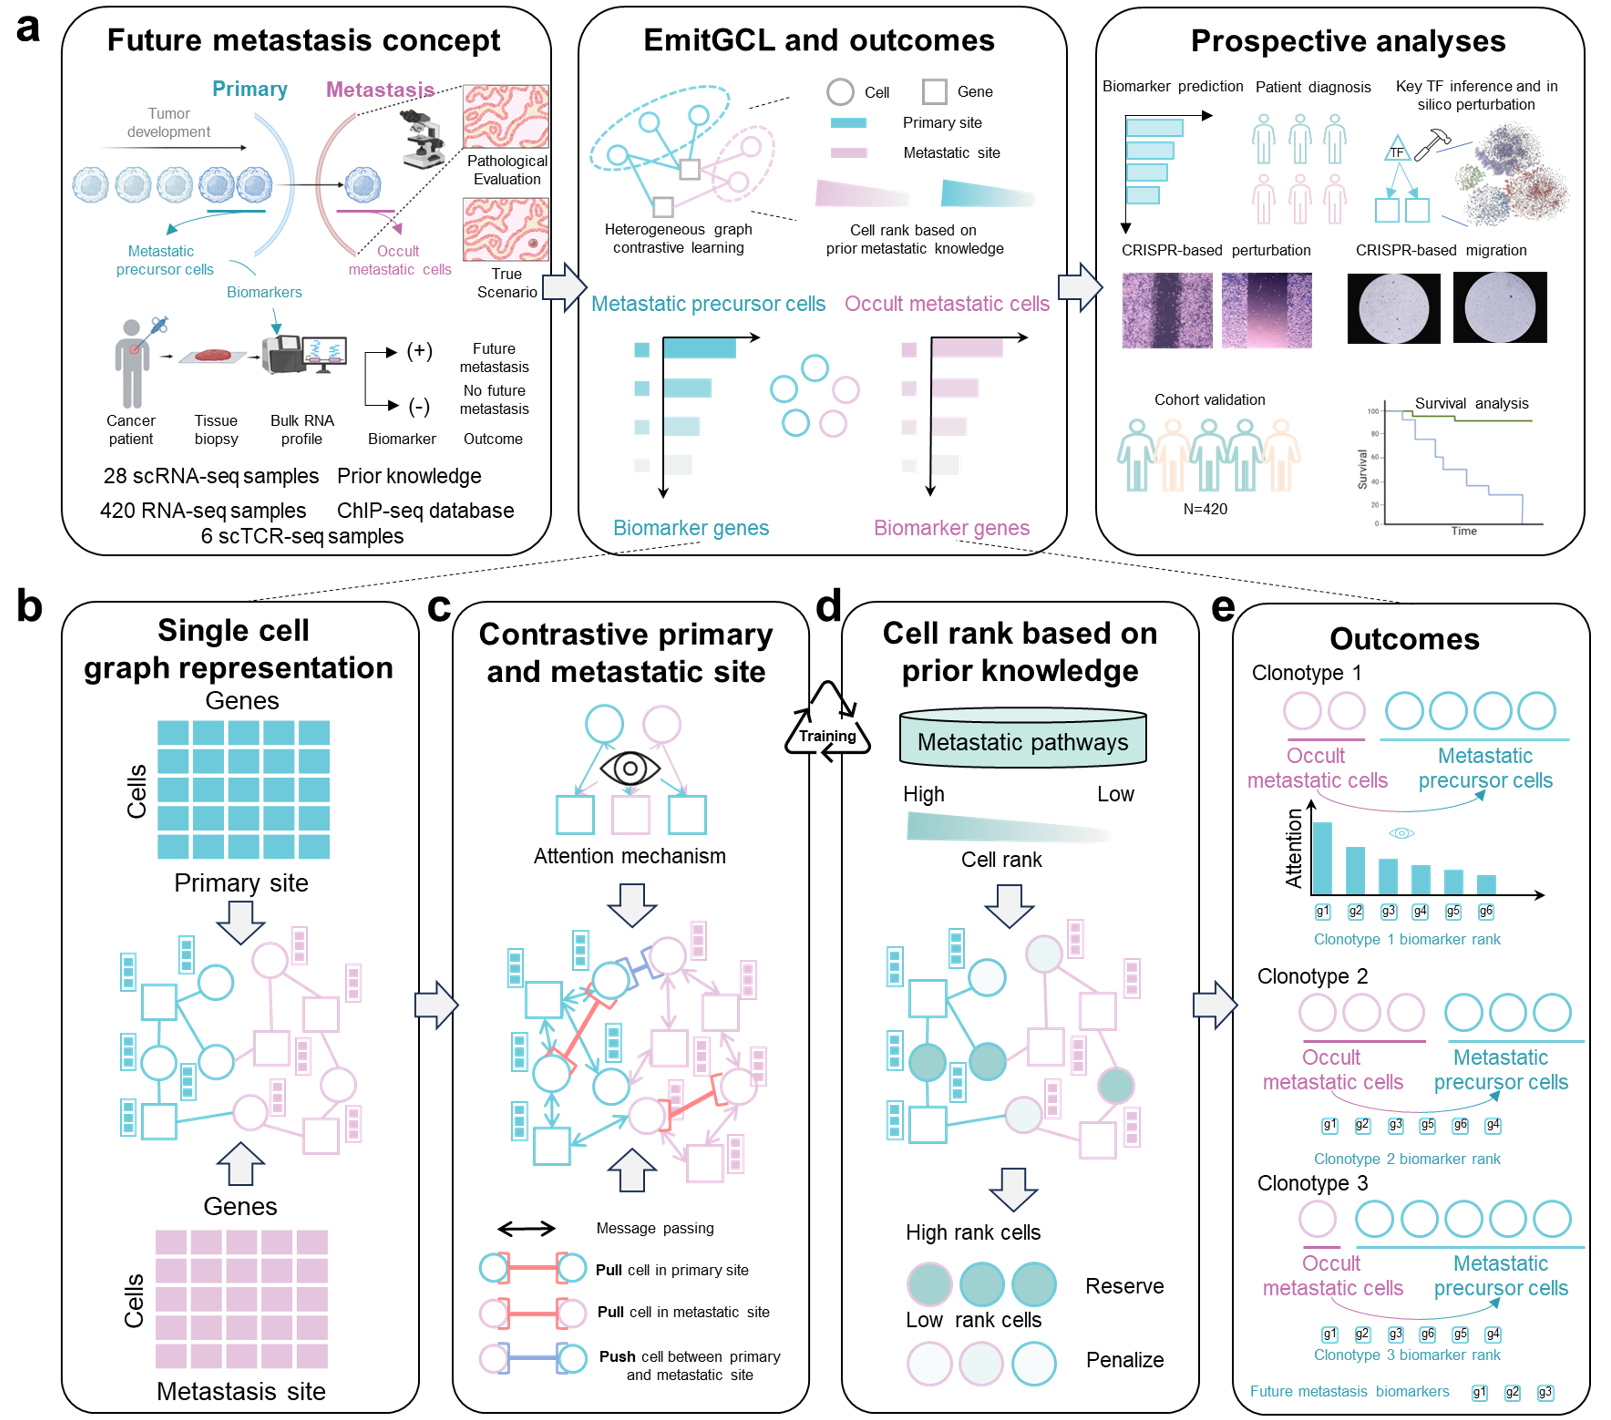 a
Future metastasis concept
Primary
Metastasis
Tumor
development
Pathological
Evaluation
Metastatic
precursor cells
Occult
metastatic cells
Biomarkers
True
Scenario
(+)
Future
metastasis
No future
metastasis
(-)
Cancer
patient
Tissue
biopsy
Bulk RNA
profile
Biomarker
Outcome
28 scRNA-seq samples
Prior knowledge
420 RNA-seq samples
ChIP-seq database
6 scTCR-seq samples
EmitGCL and outcomes
Cell
Gene
Primary site
Metastatic site
Heterogeneous graph
contrastive learning
Cell rank based on
prior metastatic knowledge
Metastatic precursor cells
Occult metastatic cells
Biomarker genes
Biomarker genes
Prospective analyses
Biomarker prediction
Patient diagnosis
Key TF inference and in
silico perturbation
TF
CRISPR-based perturbation
CRISPR-based migration
Cohort validation
N=420
Survival analysis
Survival
100
80
60
40
20
0
Time
b
Single cell
graph representation
Genes
Cells
Primary site
Genes
Cells
Metastasis site
c
Contrastive primary
and metastatic site
Attention mechanism
Message passing
Pull cell in primary site
Pull cell in metastatic site
Push cell between primary
and metastatic site
Training
d
Cell rank based on
prior knowledge
Metastatic pathways
High
Low
Cell rank
High rank cells
Reserve
Low rank cells
Penalize
e
Outcomes
Clonotype 1
Occult
metastatic cells
Metastatic
precursor cells
Attention
g1 g2 g3 g4 g5 g6
Clonotype 1 biomarker rank
Clonotype 2
Occult
metastatic cells
Metastatic
precursor cells
g1 g2 g3 g5 g6 g4
Clonotype 2 biomarker rank
Clonotype 3
Occult
metastatic cells
Metastatic
precursor cells
g1 g2 g3 g6 g5 g4
Clonotype 3 biomarker rank
Future metastasis biomarkers g1 g2 g3